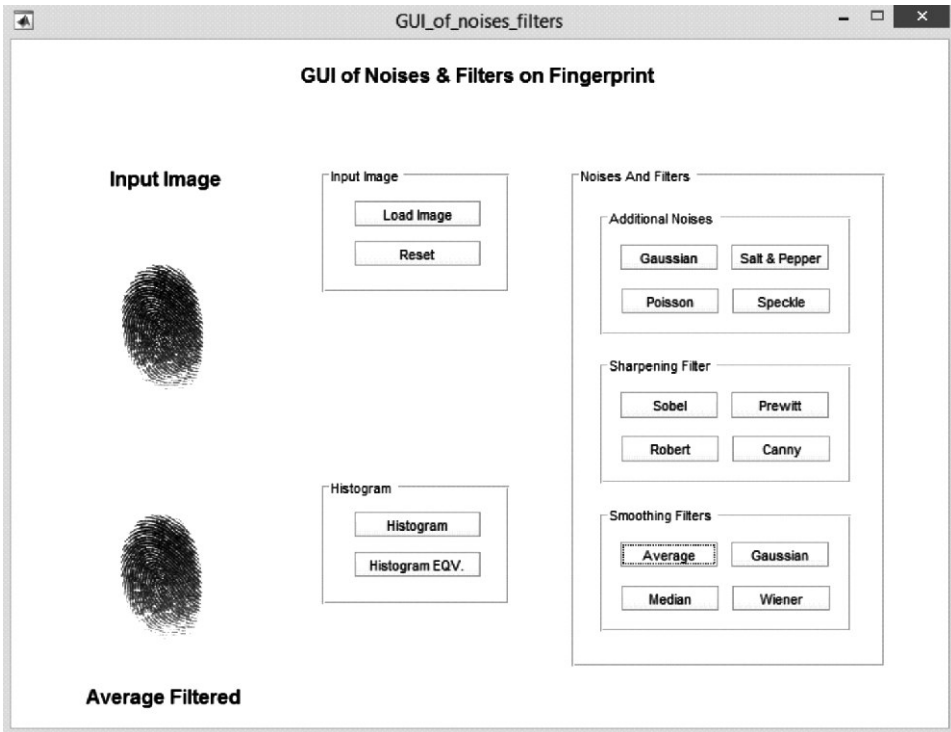 GUI_of_noises_filters
GUI of Noises & Filters on Fingerprint
Input Image
Average Filtered
Input Image
Load Image
Reset
Histogram
Histogram
Histogram EQV.
Noises And Filters
Additional Noises
Gaussian Salt & Pepper
Poisson Speckle
Sharpening Filter
Sobel Prewitt
Robert Canny
Smoothing Filters
Average Gaussian
Median Wiener